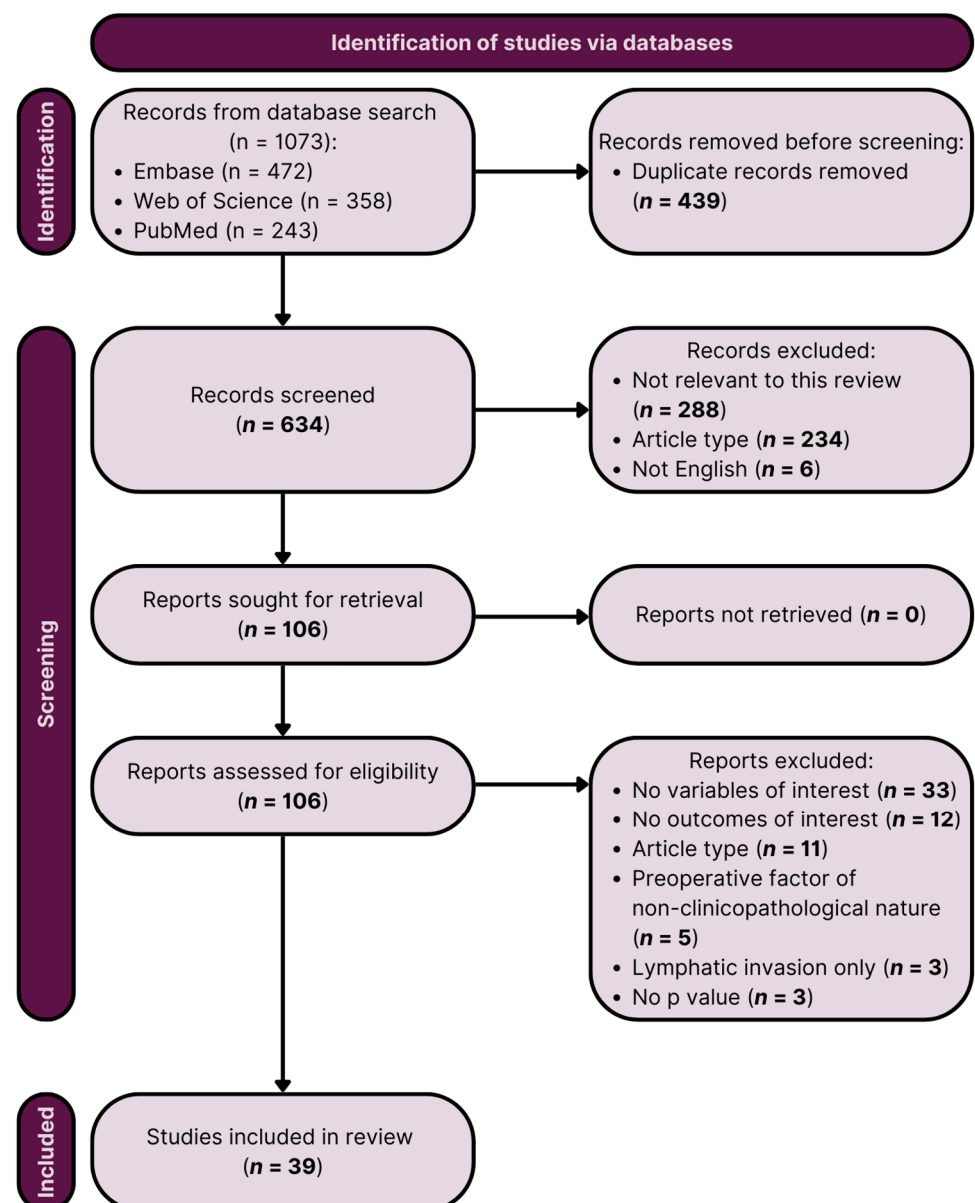 Identification of studies via databases
Identification
Records from database search
(n = 1073):
• Embase (n = 472)
• Web of Science (n = 358)
• PubMed (n = 243)
Records removed before screening:
• Duplicate records removed
(n = 439)
Screening
Records screened
(n = 634)
Records excluded:
• Not relevant to this review
(n = 288)
• Article type (n = 234)
• Not English (n = 6)
Reports sought for retrieval
(n = 106)
Reports not retrieved (n = 0)
Reports assessed for eligibility
(n = 106)
Reports excluded:
• No variables of interest (n = 33)
• No outcomes of interest (n = 12)
• Article type (n = 11)
• Preoperative factor of
non-clinicopathological nature
(n = 5)
• Lymphatic invasion only (n = 3)
• No p value (n = 3)
Included
Studies included in review
(n = 39)